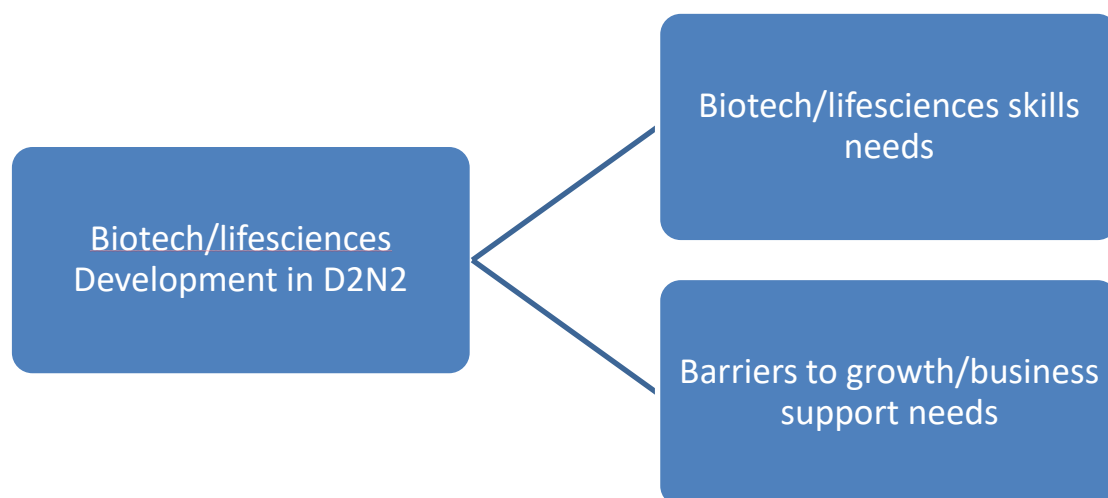 Biotech/lifesciences skills
needs
Biotech/lifesciences
Development in D2N2
Barriers to growth/business
support needs